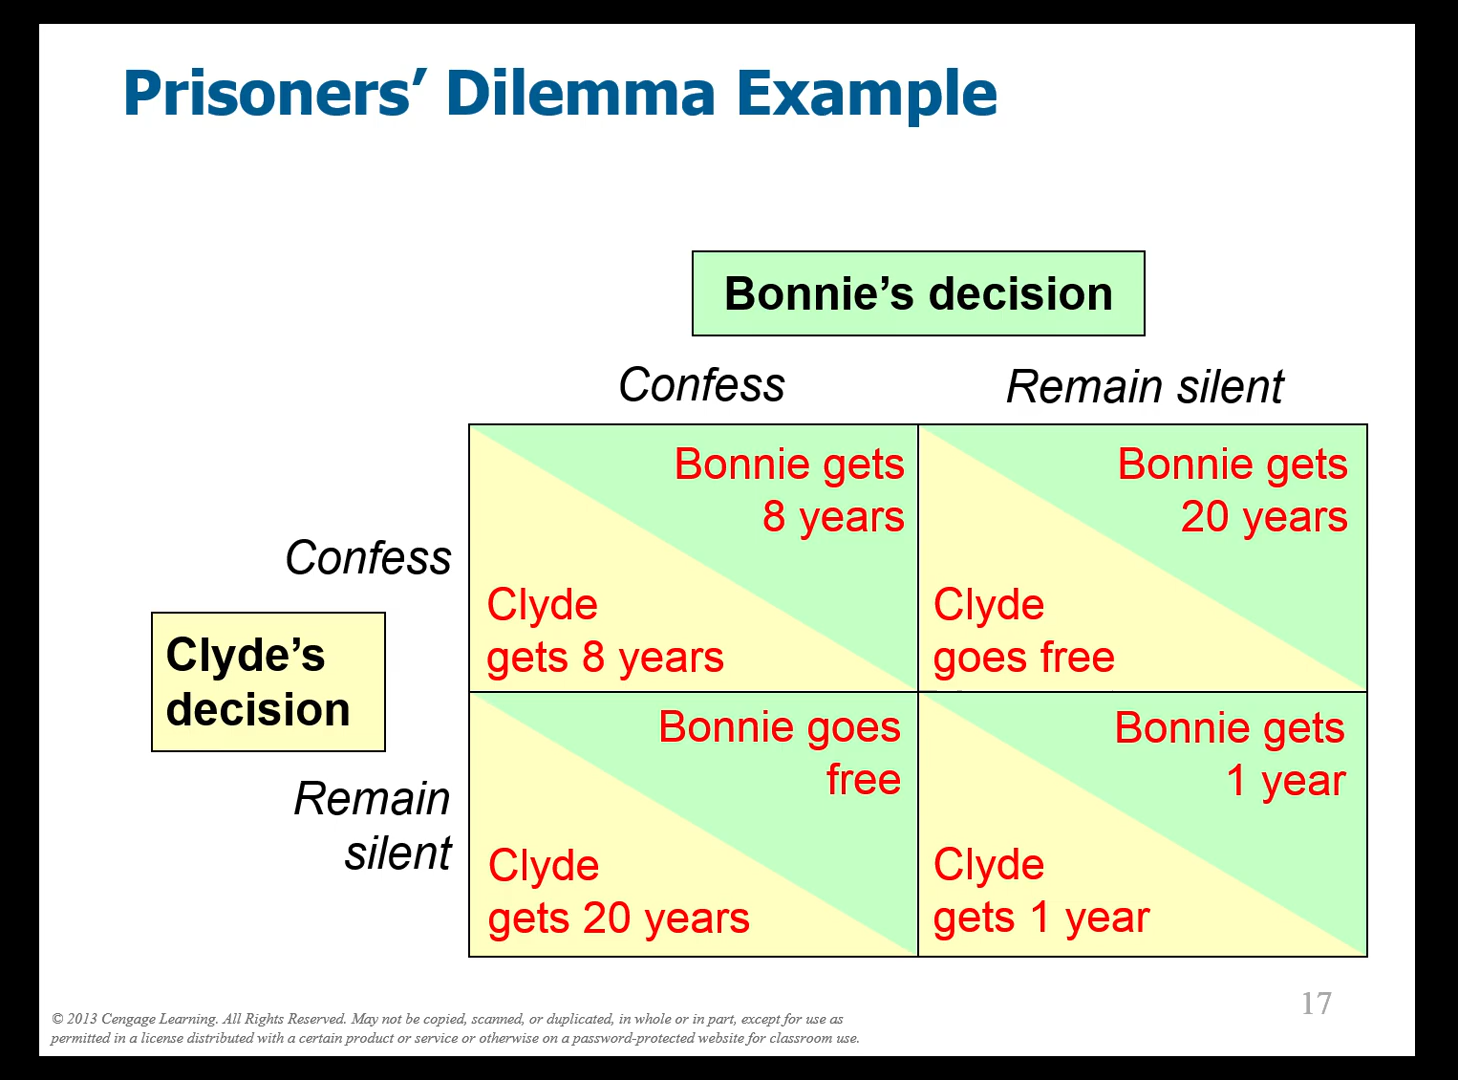 Prisoners’ Dilemma Example
Bonnie’s decision
Confess
Remain silent
Confess
Bonnie gets
8 years
Clyde
gets 8 years
Bonnie gets
20 years
Clyde
goes free
Clyde’s
decision
Remain
silent
Bonnie goes
free
Clyde
gets 20 years
Bonnie gets
1 year
Clyde
gets 1 year
17
© 2013 Cengage Learning. All Rights Reserved. May not be copied, scanned, or duplicated, in whole or in part, except for use as
permitted in a license distributed with a certain product or service or otherwise on a password-protected website for classroom use.